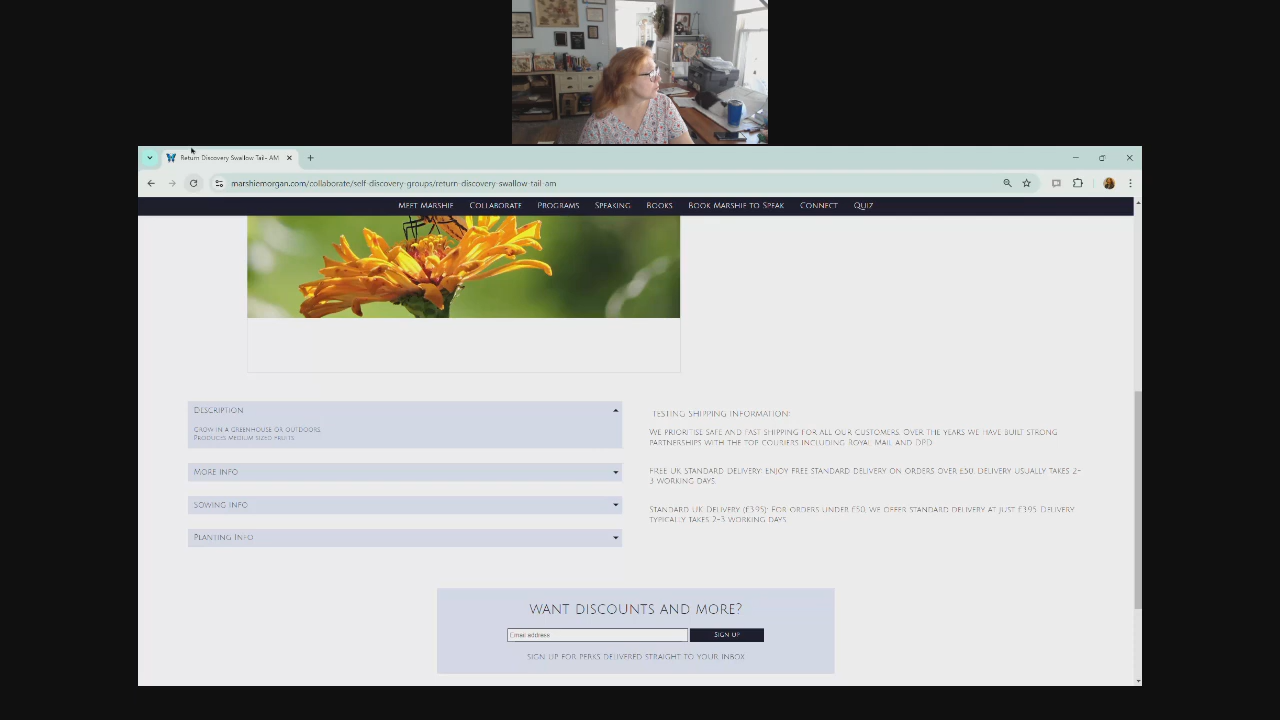 Return Discovery Swallow Tail- AM
marshiemorgan.com/collaborate/self-discovery-groups/return-discovery-swallow-tail-am
Meet Marshie Collaborate Programs Speaking Books Book Marshie to Speak Connect Quiz
Description
Grow in a greenhouse or outdoors.
Produces medium sized fruits.
More info
Sowing info
Planting Info
Testing Shipping Information:
We prioritise safe and fast shipping for all our customers. Over the years we have built strong
partnerships with the top couriers including Royal Mail and DPD.
Free UK Standard Delivery: Enjoy free standard delivery on orders over £50. Delivery usually takes 2-
3 working days.
Standard UK Delivery (£3.95): For orders under £50, we offer standard delivery at just £3.95. Delivery
typically takes 2-3 working days.
WANT DISCOUNTS AND MORE?
Email address
Sign up
Sign up for perks delivered straight to your inbox